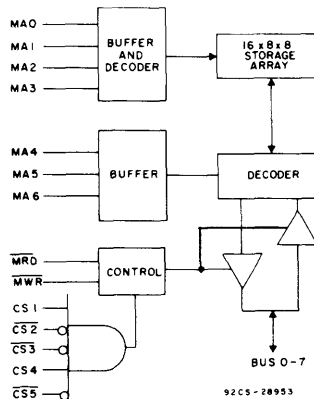 MA0
MA1
MA2
MA3
BUFFER
AND
DECODER
16 x 8 x 8
STORAGE
ARRAY
MA4
MA5
MA6
BUFFER
DECODER
MRD
MWR
CONTROL
CS1
CS2
CS3
CS4
CS5
BUS 0-7
92CS-28953